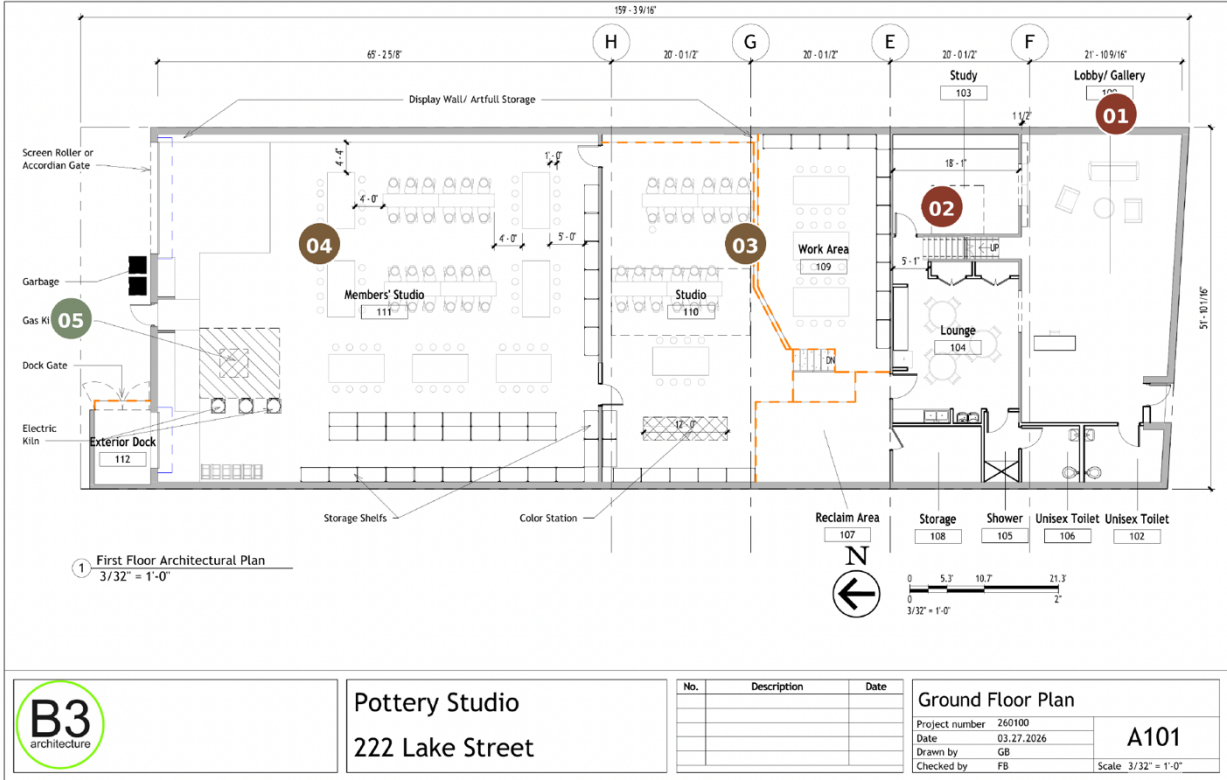 159' - 3 9/16"
65' - 2 5/8"
H
20' - 0 1/2"
G
20' - 0 1/2"
E
20' - 0 1/2"
F
21' - 10 9/16"
Study
103
Lobby/ Gallery
01
1 1/2"
Display Wall/ Artfull Storage
Screen Roller or
Accordian Gate
4' - 4"
1' - 0"
4' - 0"
4' - 0"
5' - 0"
18' - 1"
02
03
04
UP
5' - 1"
Work Area
109
Garbage
Members' Studio
111
Studio
110
51' - 10 1/16"
Gas Ki
05
Lounge
104
DN
Dock Gate
Electric
Kiln
Exterior Dock
112
12' - 0"
Storage Shelfs
Color Station
Reclaim Area
107
Storage
108
Shower
105
Unisex Toilet
106
Unisex Toilet
102
1
First Floor Architectural Plan
3/32" = 1'-0"
N
0 5.3' 10.7' 21.3'
0 2"
3/32" = 1'-0"
B3
architecture
Pottery Studio
222 Lake Street
No. Description Date
Ground Floor Plan
Project number 260100
Date 03.27.2026
Drawn by GB
Checked by FB
A101
Scale 3/32" = 1'-0"